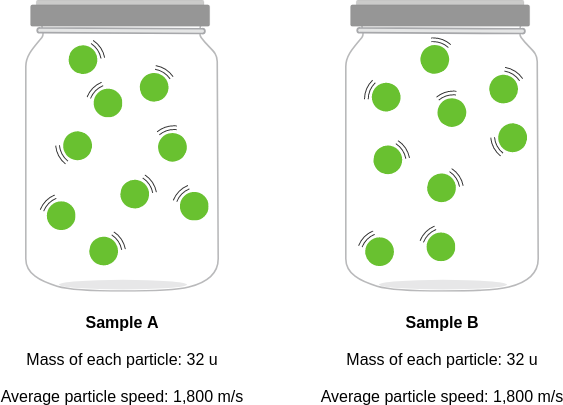 Sample A
Sample B
Mass of each particle: 32 u
Mass of each particle: 32 u
Average particle speed: 1,800 m/s
Average particle speed: 1,800 m/s